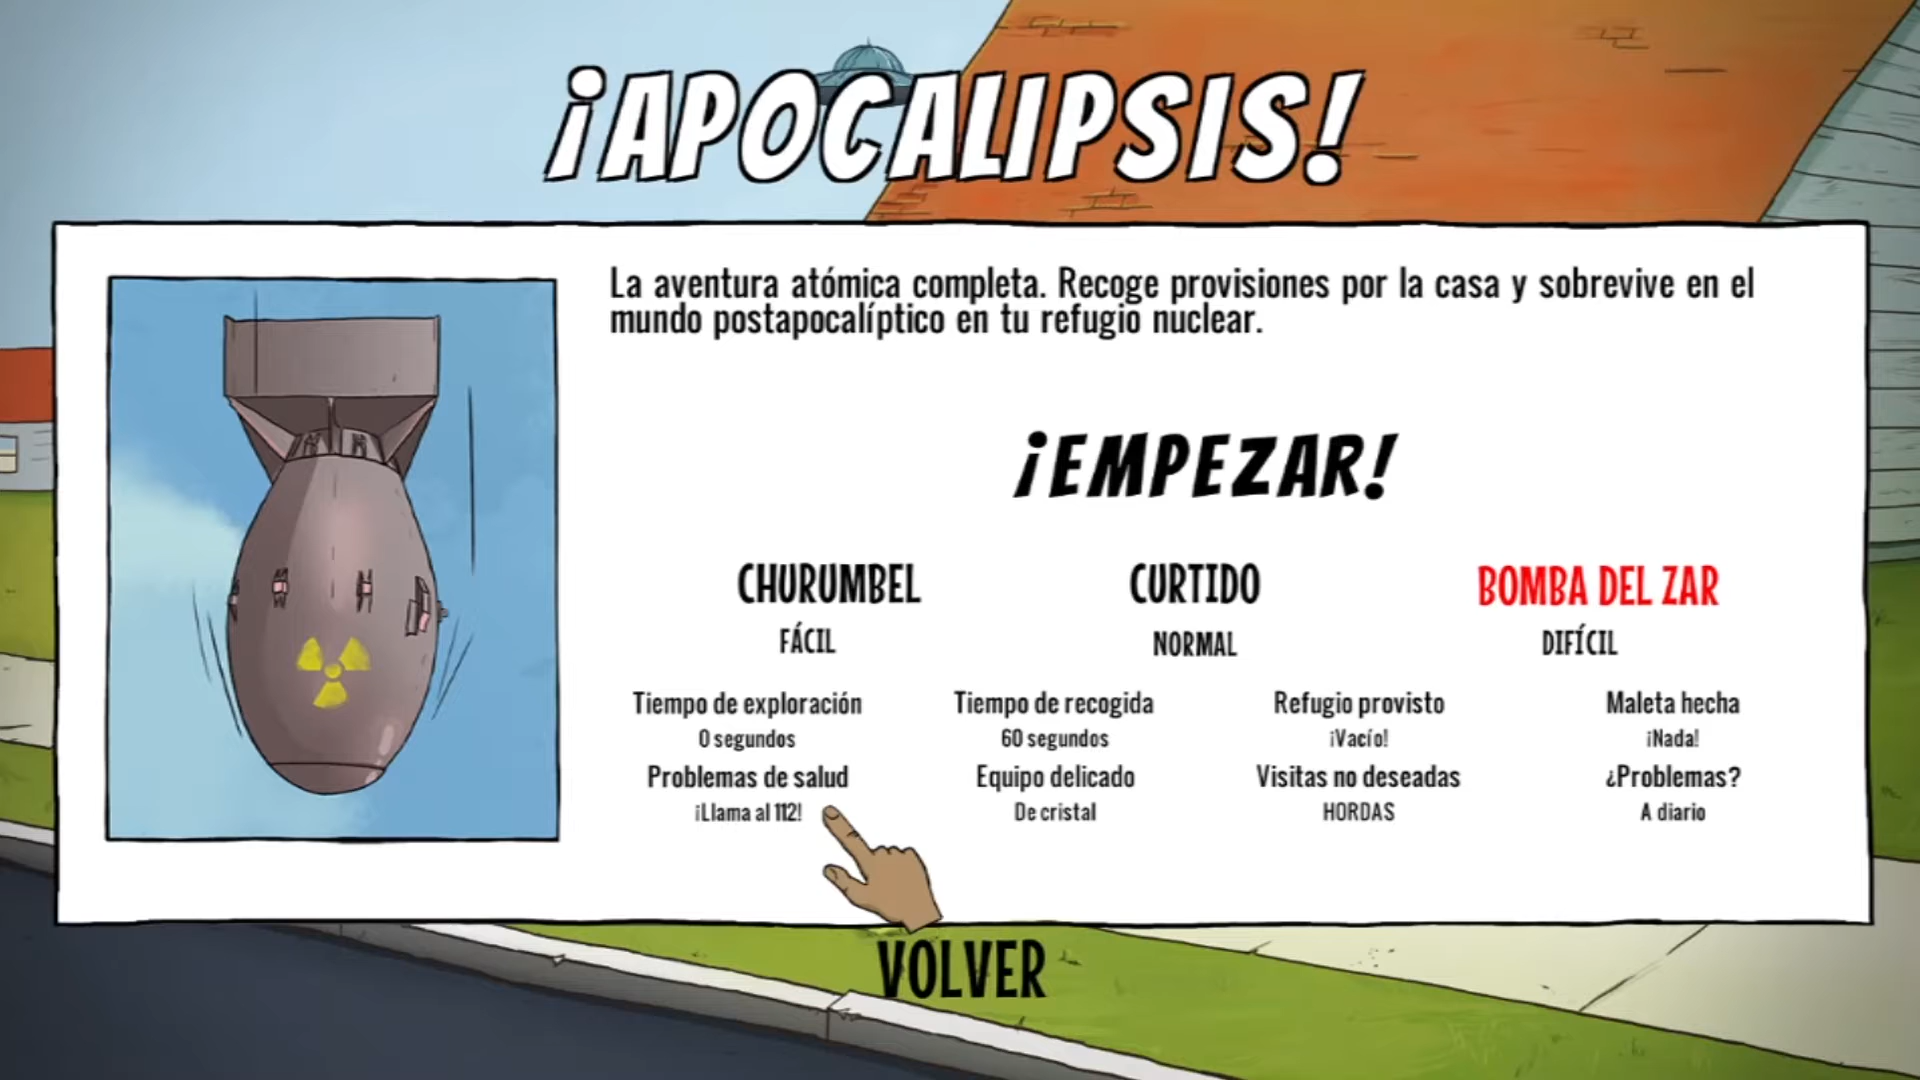 ¡APOCALIPSIS!
La aventura atómica completa. Recoge provisiones por la casa y sobrevive en el
mundo postapocalíptico en tu refugio nuclear.
¡EMPEZAR!
CHURUMBEL CURTIDO BOMBA DEL ZAR
FÁCIL NORMAL DIFÍCIL
Tiempo de exploración Tiempo de recogida Refugio provisto Maleta hecha
0 segundos 60 segundos ¡Vacío! ¡Nada!
Problemas de salud Equipo delicado Visitas no deseadas ¿Problemas?
¡Llama al 112! De cristal HORDAS A diario
VOLVER